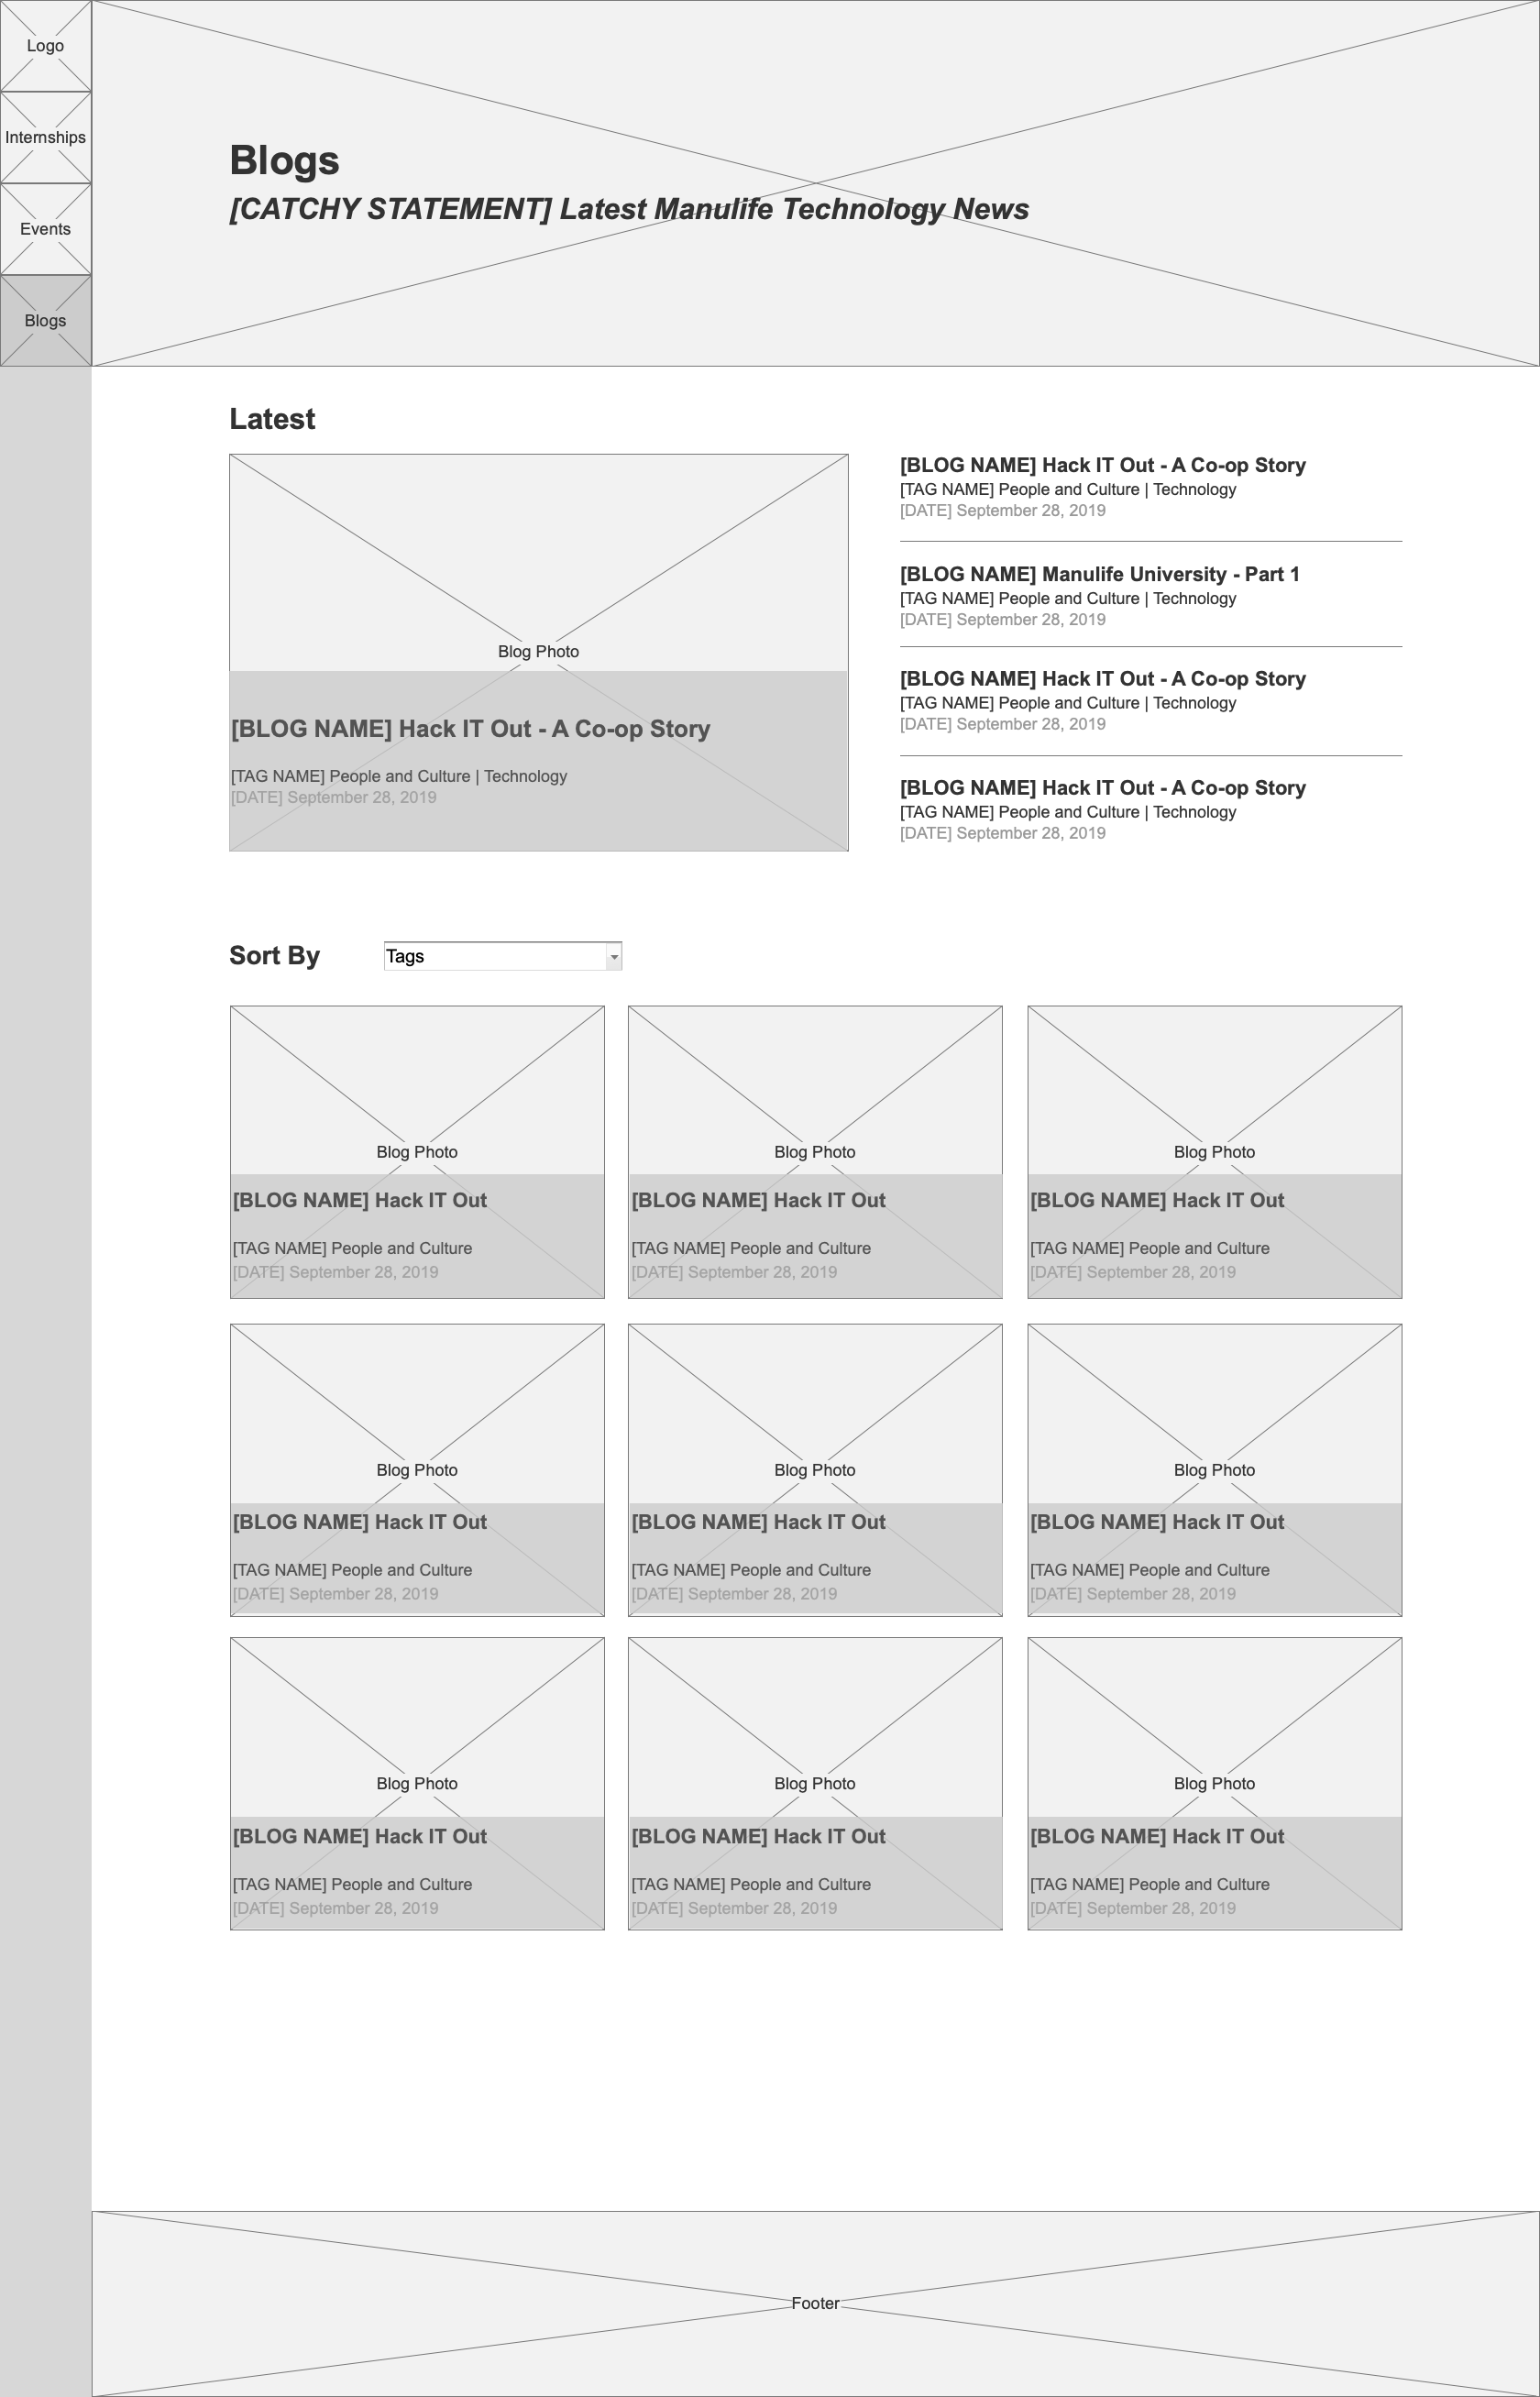 Logo
Internships
Events
Blogs
Blogs
[CATCHY STATEMENT] Latest Manulife Technology News
Latest
Blog Photo
[BLOG NAME] Hack IT Out - A Co-op Story
[TAG NAME] People and Culture | Technology
[DATE] September 28, 2019
[BLOG NAME] Hack IT Out - A Co-op Story
[TAG NAME] People and Culture | Technology
[DATE] September 28, 2019
[BLOG NAME] Manulife University - Part 1
[TAG NAME] People and Culture | Technology
[DATE] September 28, 2019
[BLOG NAME] Hack IT Out - A Co-op Story
[TAG NAME] People and Culture | Technology
[DATE] September 28, 2019
[BLOG NAME] Hack IT Out - A Co-op Story
[TAG NAME] People and Culture | Technology
[DATE] September 28, 2019
Sort By
Tags
Blog Photo
[BLOG NAME] Hack IT Out
[TAG NAME] People and Culture
[DATE] September 28, 2019
Blog Photo
[BLOG NAME] Hack IT Out
[TAG NAME] People and Culture
[DATE] September 28, 2019
Blog Photo
[BLOG NAME] Hack IT Out
[TAG NAME] People and Culture
[DATE] September 28, 2019
Blog Photo
[BLOG NAME] Hack IT Out
[TAG NAME] People and Culture
[DATE] September 28, 2019
Blog Photo
[BLOG NAME] Hack IT Out
[TAG NAME] People and Culture
[DATE] September 28, 2019
Blog Photo
[BLOG NAME] Hack IT Out
[TAG NAME] People and Culture
[DATE] September 28, 2019
Blog Photo
[BLOG NAME] Hack IT Out
[TAG NAME] People and Culture
[DATE] September 28, 2019
Blog Photo
[BLOG NAME] Hack IT Out
[TAG NAME] People and Culture
[DATE] September 28, 2019
Blog Photo
[BLOG NAME] Hack IT Out
[TAG NAME] People and Culture
[DATE] September 28, 2019
Footer